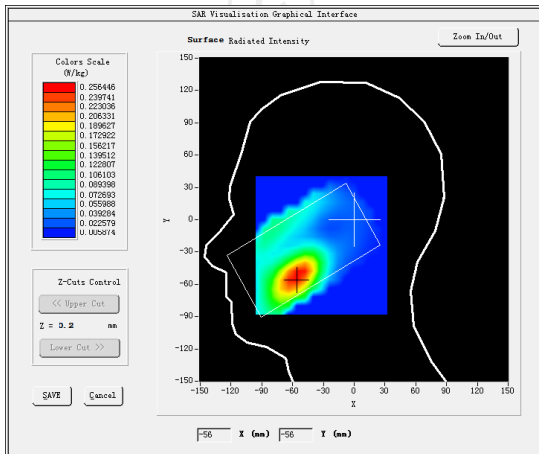 SAR Visualisation Graphical Interface
Surface Radiated Intensity
Zoom In/Out
Colors Scale
(W/kg)
0.256446
0.239741
0.223036
0.206331
0.189627
0.172922
0.156217
0.139512
0.122807
0.106103
0.089398
0.072693
0.055988
0.039284
0.022579
0.005874
Z-Cuts Control
<< Upper Cut
Z = 0.2 mm
Lower Cut >>
SAVE
Cancel
150
120
90
60
30
0
-30
-60
-90
-120
-150
Y
-150 -120 -90 -60 -30 0 30 60 90 120 150
X
-56 X (mm) -56 Y (mm)